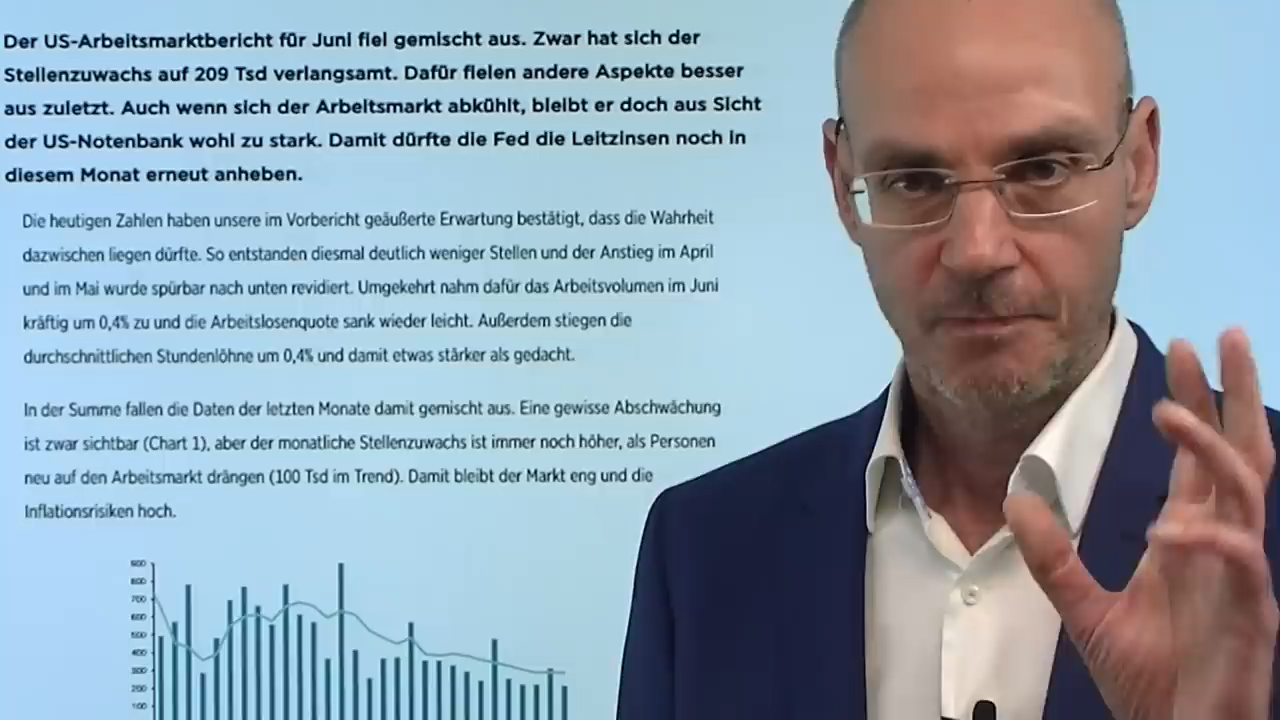 Der US-Arbeitsmarktbericht für Juni fiel gemischt aus. Zwar hat sich der
Stellenzuwachs auf 209 Tsd verlangsamt. Dafür fielen andere Aspekte besser
aus zuletzt. Auch wenn sich der Arbeitsmarkt abkühlt, bleibt er doch aus Sicht
der US-Notenbank wohl zu stark. Damit dürfte die Fed die Leitzinsen noch in
diesem Monat erneut anheben.
Die heutigen Zahlen haben unsere im Vorbericht geäußerte Erwartung bestätigt, dass die Wahrheit
dazwischen liegen dürfte. So entstanden diesmal deutlich weniger Stellen und der Anstieg im April
und im Mai wurde spürbar nach unten revidiert. Umgekehrt nahm dafür das Arbeitsvolumen im Juni
kräftig um 0,4% zu und die Arbeitslosenquote sank wieder leicht. Außerdem stiegen die
durchschnittlichen Stundenlöhne um 0,4% und damit etwas stärker als gedacht.
In der Summe fallen die Daten der letzten Monate damit gemischt aus. Eine gewisse Abschwächung
ist zwar sichtbar (Chart 1), aber der monatliche Stellenzuwachs ist immer noch höher, als Personen
neu auf den Arbeitsmarkt drängen (100 Tsd im Trend). Damit bleibt der Markt eng und die
Inflationsrisiken hoch.
900
800
700
600
500
400
300
200
100